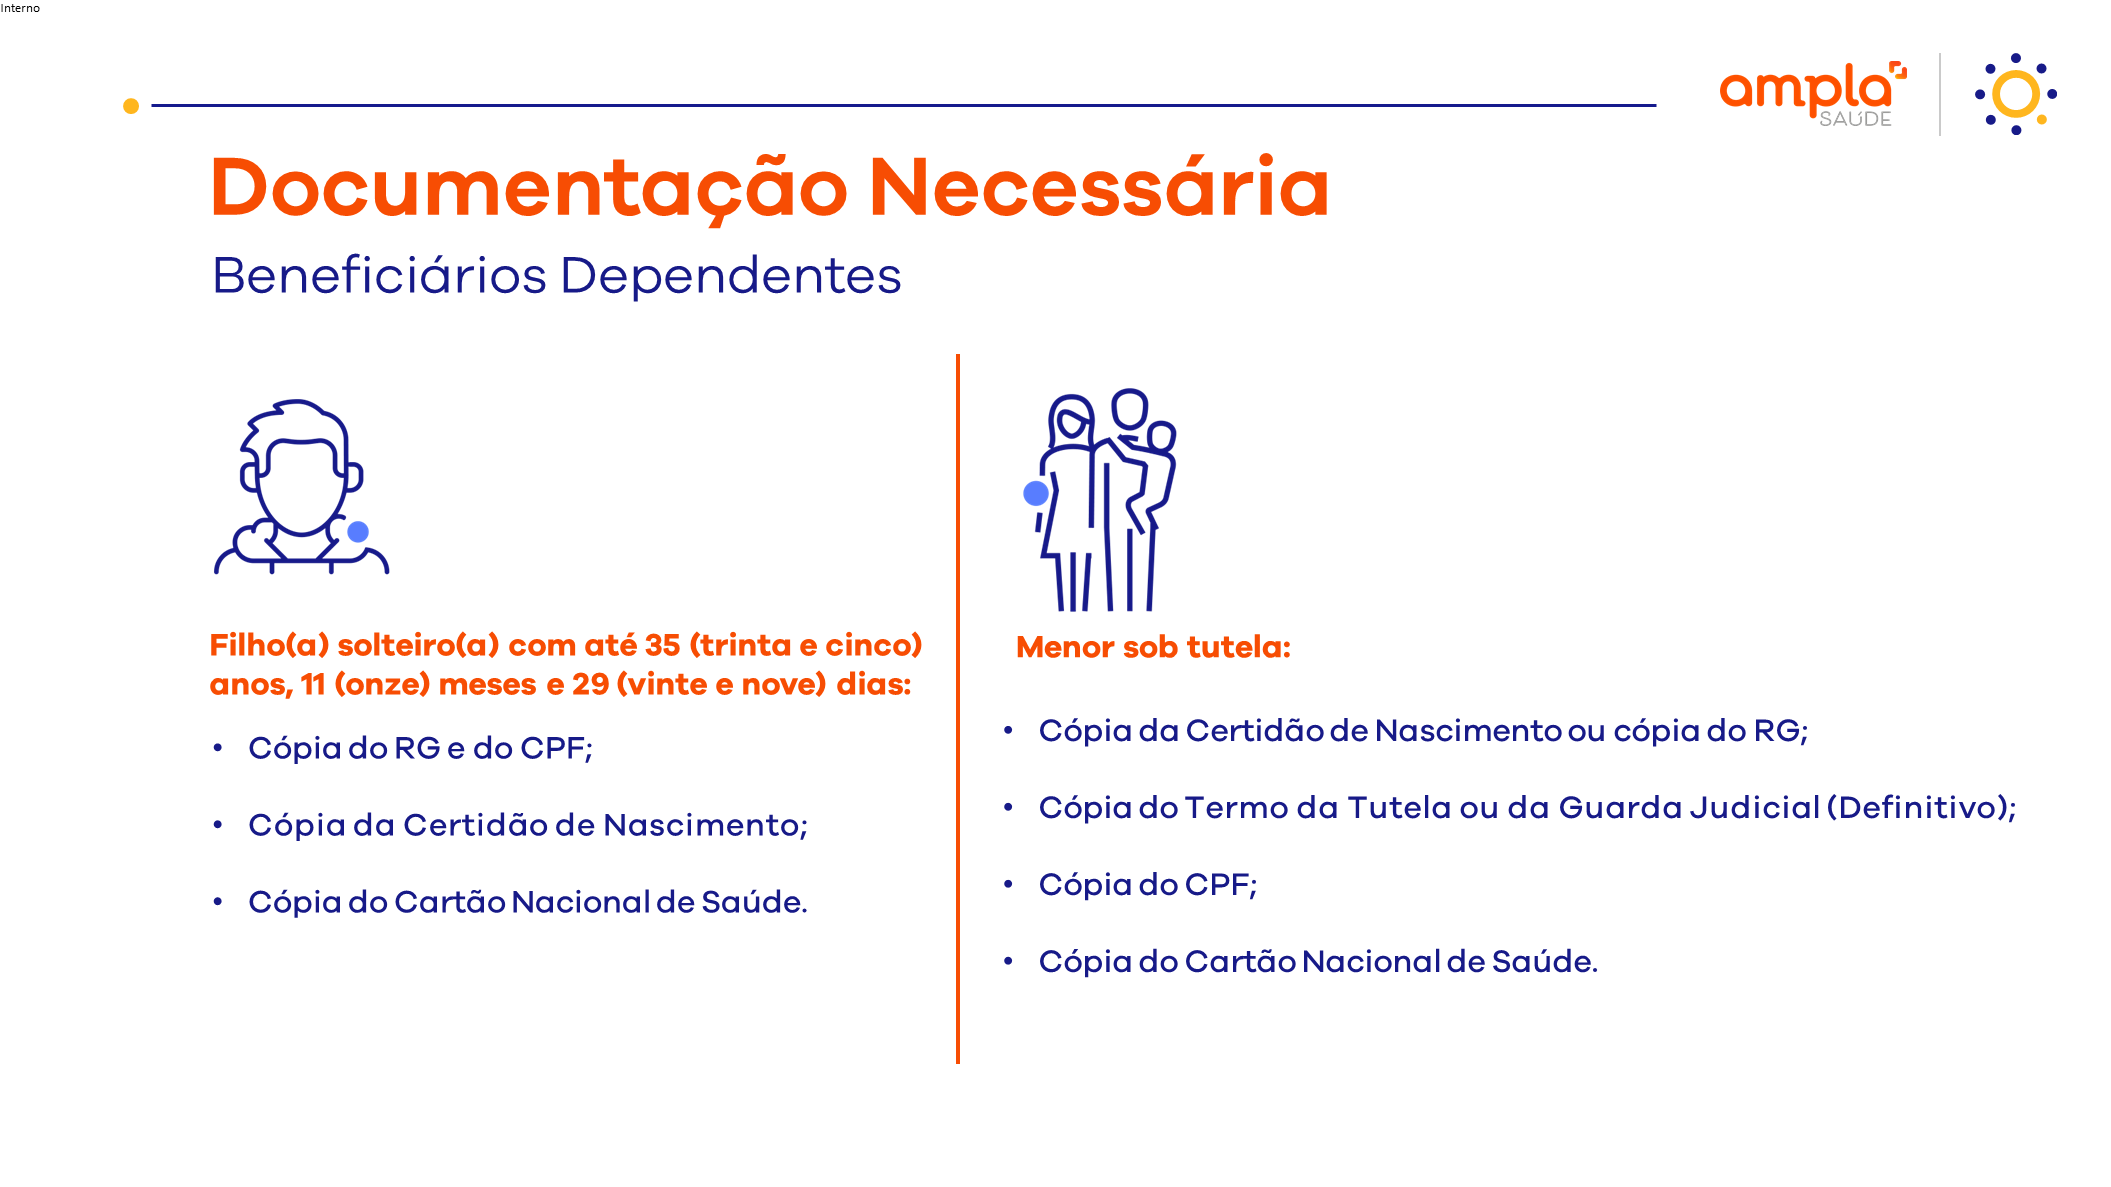 Interno
ampla
SAÚDE
Documentação Necessária
Beneficiários Dependentes
Filho(a) solteiro(a) com até 35 (trinta e cinco)
anos, 11 (onze) meses e 29 (vinte e nove) dias:
• Cópia do RG e do CPF;
• Cópia da Certidão de Nascimento;
• Cópia do Cartão Nacional de Saúde.
Menor sob tutela:
• Cópia da Certidão de Nascimento ou cópia do RG;
• Cópia do Termo da Tutela ou da Guarda Judicial (Definitivo);
• Cópia do CPF;
• Cópia do Cartão Nacional de Saúde.